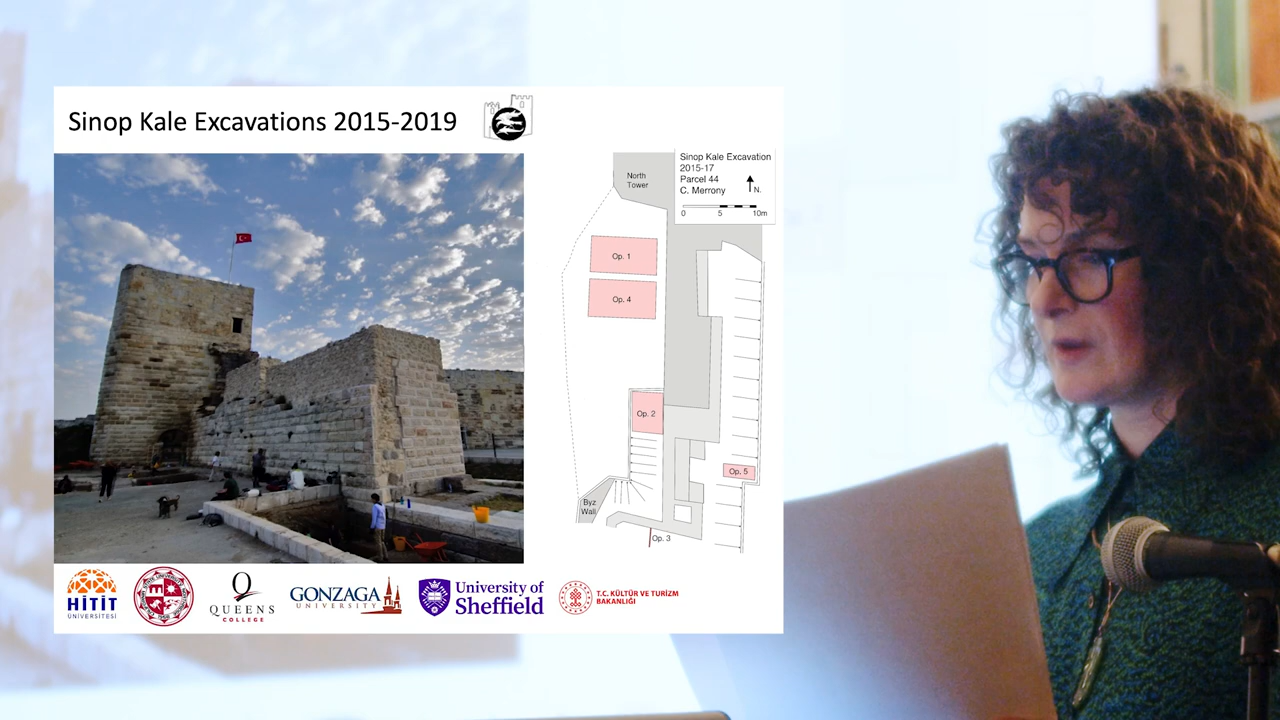 Sinop Kale Excavations 2015-2019
Sinop Kale Excavation
2015-17
Parcel 44
C. Merrony
N.
0 5 10m
North
Tower
Op. 1
Op. 4
Op. 2
Op. 5
Byz
Wall
Op. 3
HİTİT
ÜNİVERSİTESİ
QUEENS
COLLEGE
GONZAGA
UNIVERSITY
University of
Sheffield
T.C. KÜLTÜR VE TURİZM
BAKANLIĞI